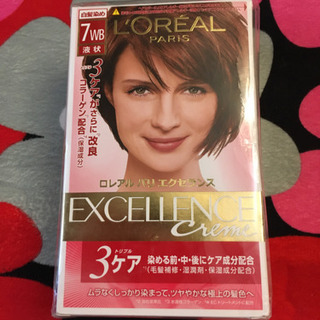 白髪染め
7WB
液状
L'ORÉAL
PARIS
3ケアがさらに改良
コラーゲン配合
(保湿成分)
ロレアル パリ エクセランス
EXCELLENCE
Creme
トリプル
3ケア
染める前・中・後にケア成分配合
(毛髪補修・湿潤剤・保湿成分配合)
ムラなくしっかり染まって、ツヤやかな極上の髪色へ